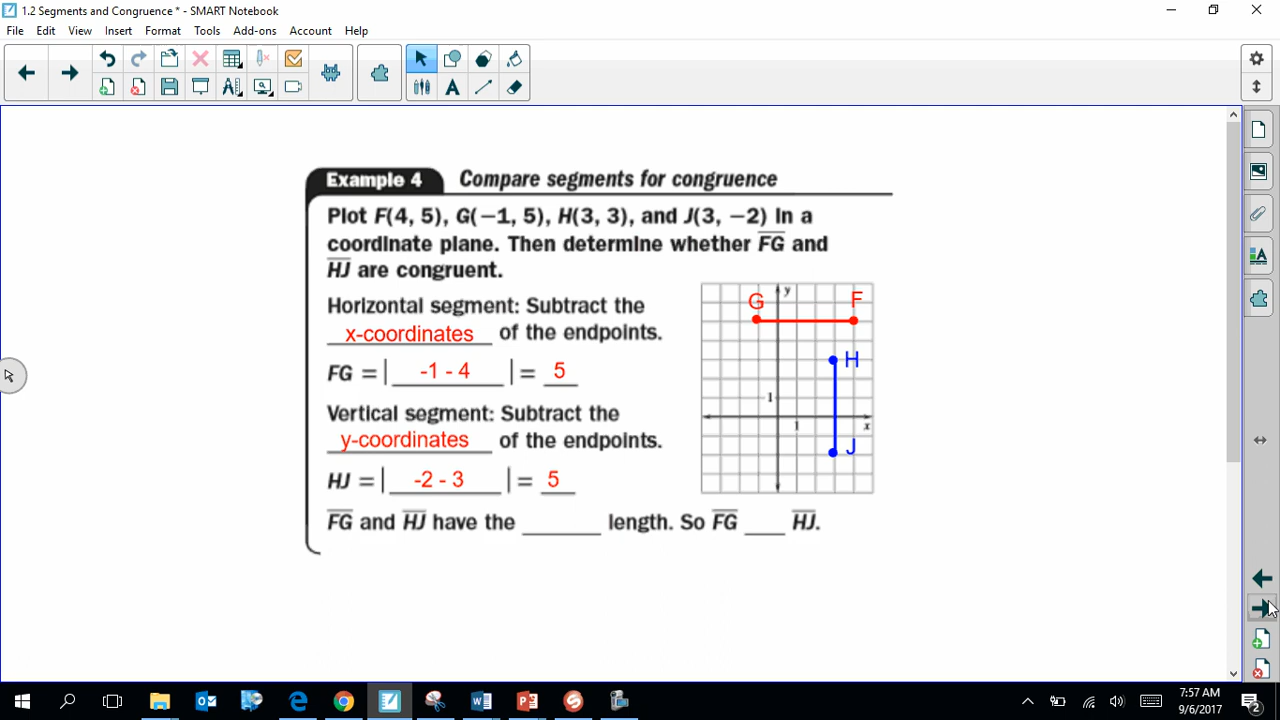 1.2 Segments and Congruence * - SMART Notebook
File Edit View Insert Format Tools Add-ons Account Help
Example 4 Compare segments for congruence
Plot F(4, 5), G(−1, 5), H(3, 3), and J(3, −2) in a
coordinate plane. Then determine whether FG and
HJ are congruent.
Horizontal segment: Subtract the
x-coordinates of the endpoints.
FG = | -1 - 4 | = 5
Vertical segment: Subtract the
y-coordinates of the endpoints.
HJ = | -2 - 3 | = 5
FG and HJ have the ______ length. So FG ___ HJ.
y
G F
H
1
1 x
J
7:57 AM
9/6/2017
2